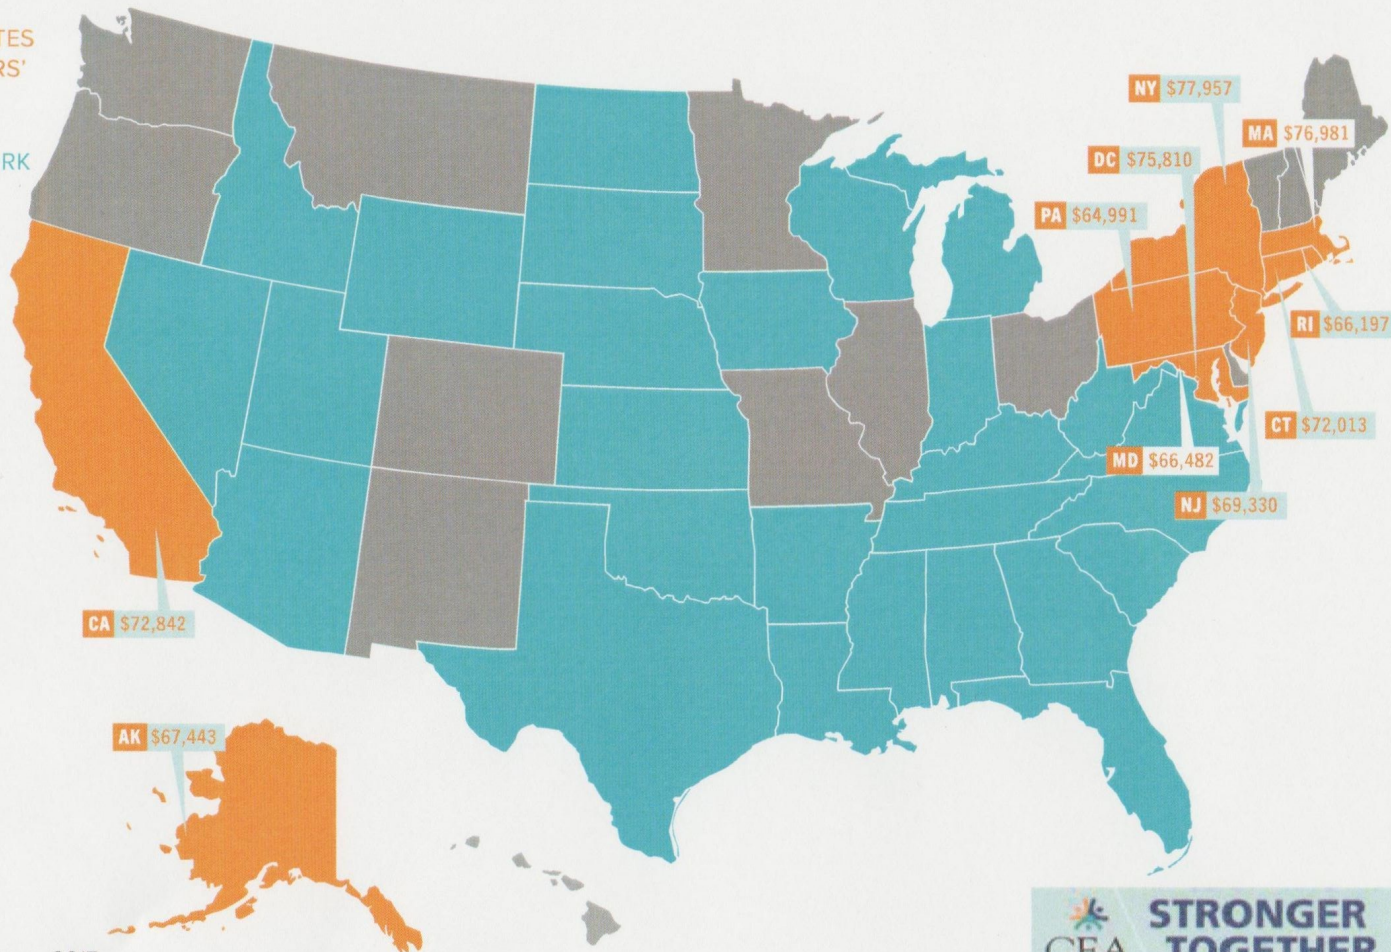 TES
RS'
RK
NY $77,957
MA $76,981
DC $75,810
PA $64,991
RI $66,197
CT $72,013
MD $66,482
NJ $69,330
CA $72,842
AK $67,443
STRONGER
CEA TOGETHER